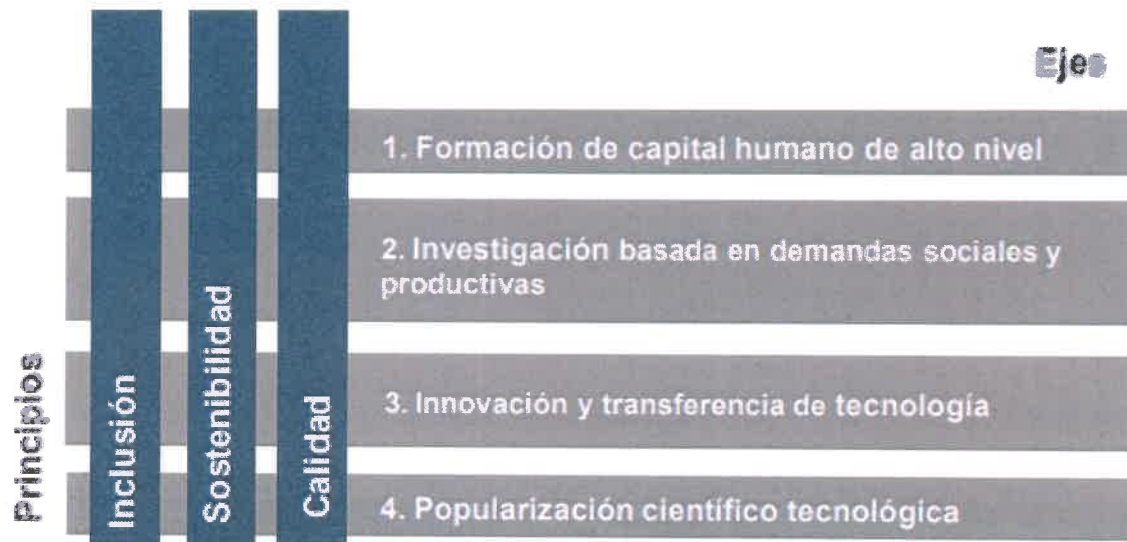 Ejes
1. Formación de capital humano de alto nivel
2. Investigación basada en demandas sociales y
productivas
3. Innovación y transferencia de tecnología
4. Popularización científico tecnológica
Principios
Inclusión
Sostenibilidad
Calidad